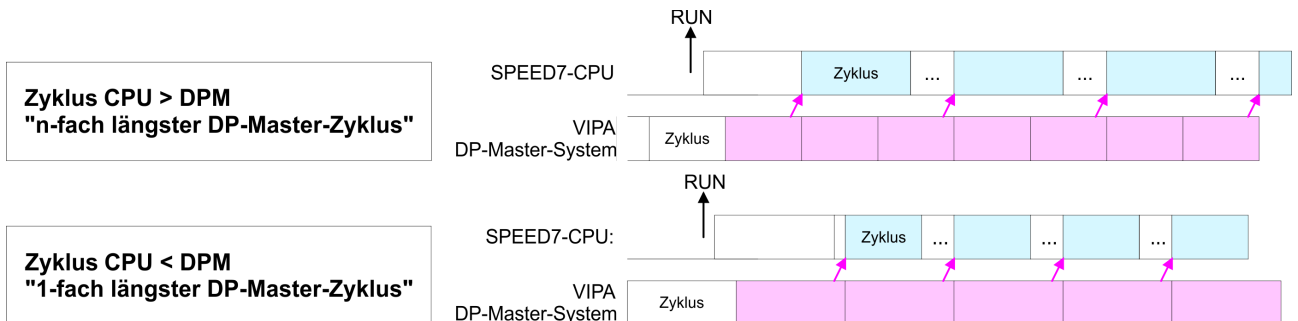 RUN
Zyklus CPU > DPM
"n-fach längster DP-Master-Zyklus"
SPEED7-CPU
Zyklus
...
...
...
VIPA
DP-Master-System
Zyklus
RUN
Zyklus CPU < DPM
"1-fach längster DP-Master-Zyklus"
SPEED7-CPU:
Zyklus
...
...
...
VIPA
DP-Master-System
Zyklus